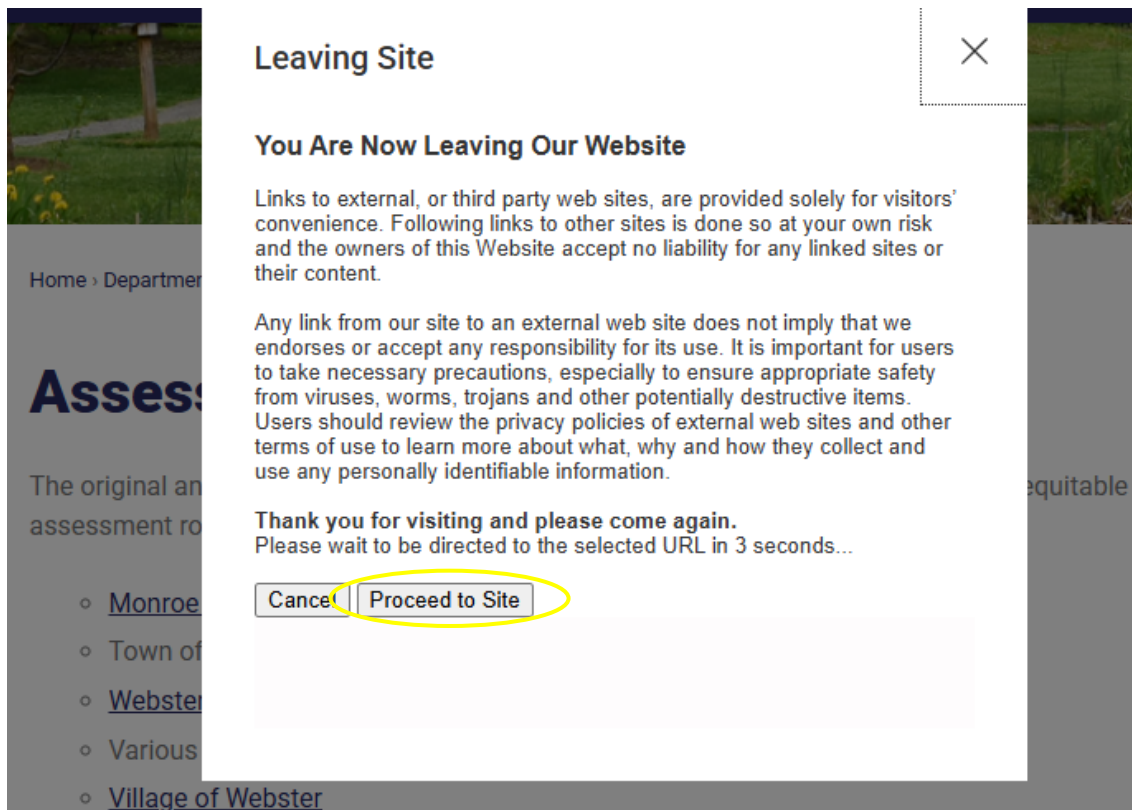 Leaving Site
You Are Now Leaving Our Website
Links to external, or third party web sites, are provided solely for visitors'
convenience. Following links to other sites is done so at your own risk
and the owners of this Website accept no liability for any linked sites or
their content.
Home › Departmen
Any link from our site to an external web site does not imply that we
endorses or accept any responsibility for its use. It is important for users
to take necessary precautions, especially to ensure appropriate safety
from viruses, worms, trojans and other potentially destructive items.
Users should review the privacy policies of external web sites and other
terms of use to learn more about what, why and how they collect and
use any personally identifiable information.
Assess
The original an
equitable
assessment ro
Thank you for visiting and please come again.
Please wait to be directed to the selected URL in 3 seconds...
Cancel Proceed to Site
Monroe
Town of
Webster
Various
Village of Webster